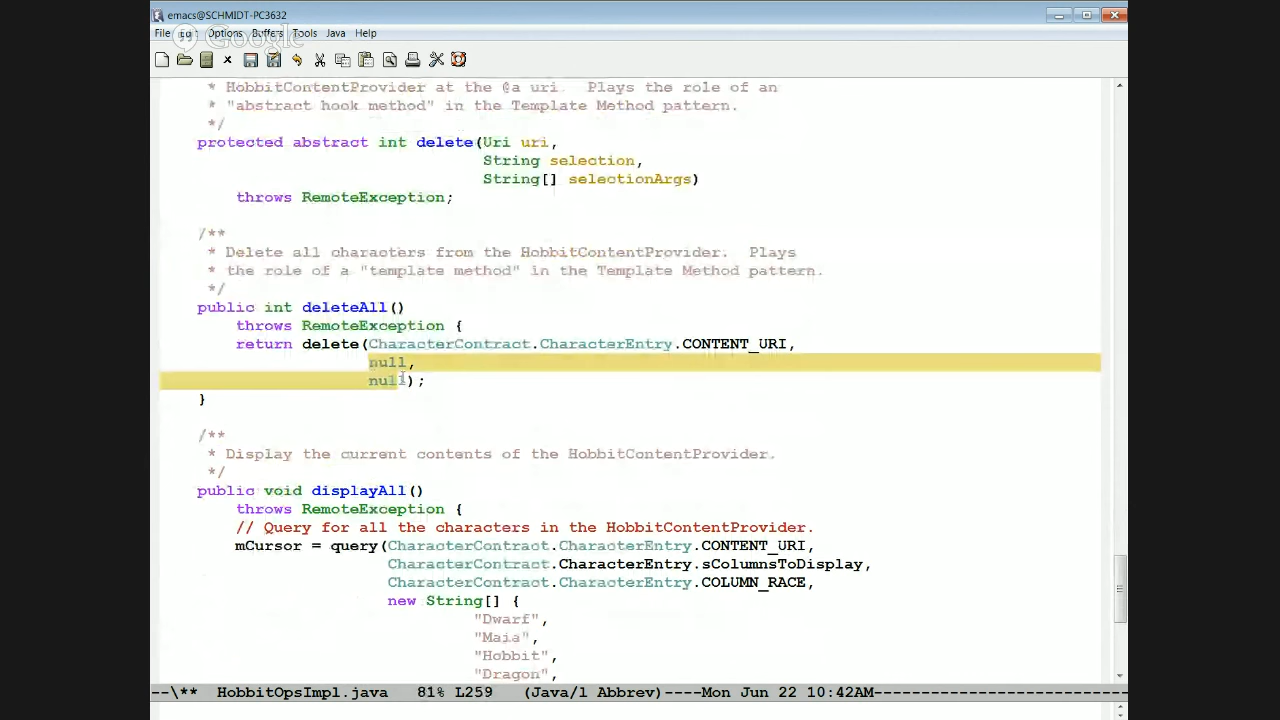 emacs@SCHMIDT-PC3632
File Options Buffers Tools Java Help
Google
* HobbitContentProvider at the @a uri. Plays the role of an
* "abstract hook method" in the Template Method pattern.
*/
protected abstract int delete(Uri uri,
String selection,
String[] selectionArgs)
throws RemoteException;
/**
* Delete all characters from the HobbitContentProvider. Plays
* the role of a "template method" in the Template Method pattern.
*/
public int deleteAll()
throws RemoteException {
return delete(CharacterContract.CharacterEntry.CONTENT_URI,
null,
null);
}
/**
* Display the current contents of the HobbitContentProvider.
*/
public void displayAll()
throws RemoteException {
// Query for all the characters in the HobbitContentProvider.
mCursor = query(CharacterContract.CharacterEntry.CONTENT_URI,
CharacterContract.CharacterEntry.sColumnsToDisplay,
CharacterContract.CharacterEntry.COLUMN_RACE,
new String[] {
"Dwarf",
"Maia",
"Hobbit",
"Dragon",
--\** HobbitOpsImpl.java 81% L259 (Java/l Abbrev)----Mon Jun 22 10:42AM--------------------------